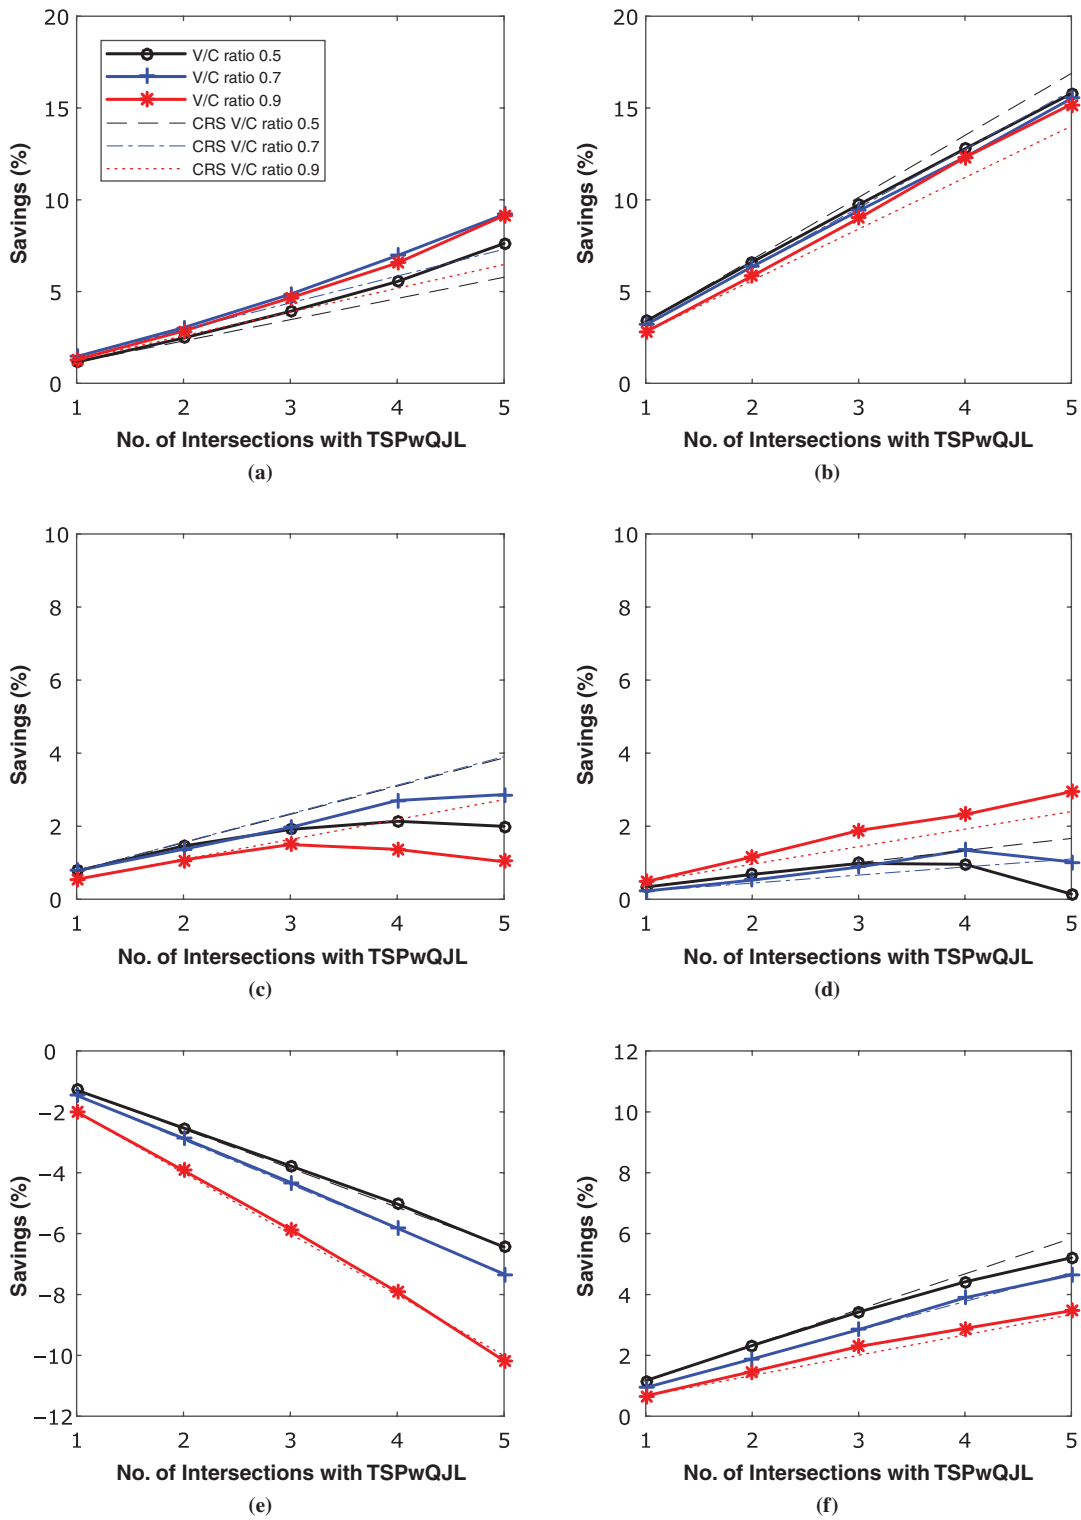 20
15
10
5
0
Savings (%)
V/C ratio 0.5
V/C ratio 0.7
V/C ratio 0.9
CRS V/C ratio 0.5
CRS V/C ratio 0.7
CRS V/C ratio 0.9
1 2 3 4 5
No. of Intersections with TSPwQJL
(a)
20
15
10
5
0
Savings (%)
1 2 3 4 5
No. of Intersections with TSPwQJL
(b)
10
8
6
4
2
0
Savings (%)
1 2 3 4 5
No. of Intersections with TSPwQJL
(c)
10
8
6
4
2
0
Savings (%)
1 2 3 4 5
No. of Intersections with TSPwQJL
(d)
0
−2
−4
−6
−8
−10
−12
Savings (%)
1 2 3 4 5
No. of Intersections with TSPwQJL
(e)
12
10
8
6
4
2
0
Savings (%)
1 2 3 4 5
No. of Intersections with TSPwQJL
(f)